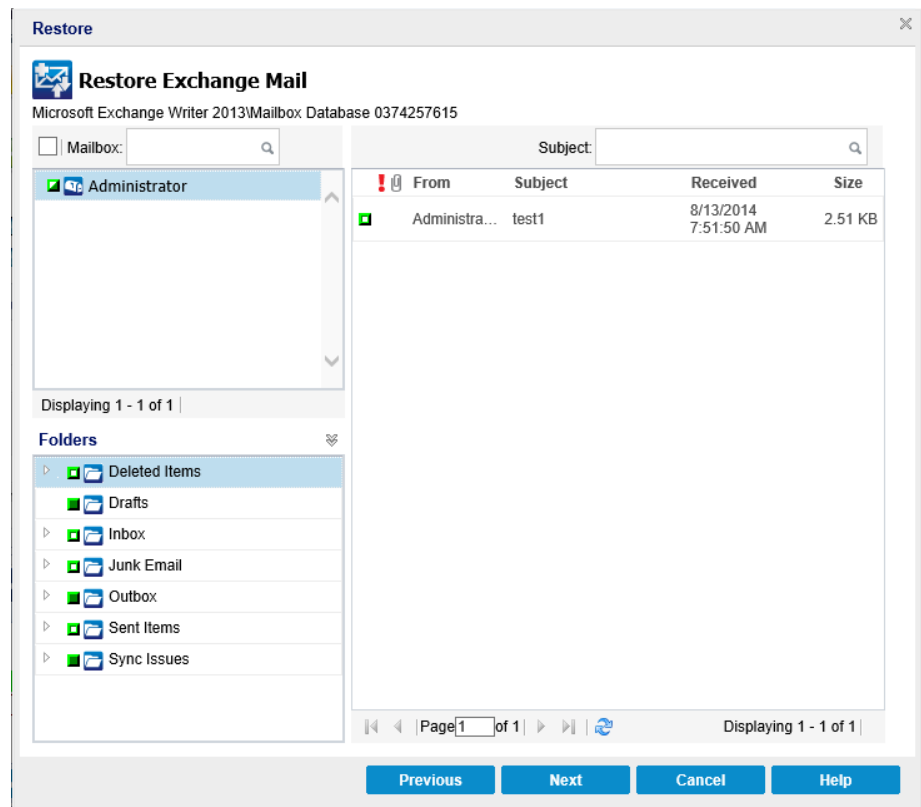 Restore
Restore Exchange Mail
Microsoft Exchange Writer 2013\Mailbox Database 0374257615
Mailbox:
Subject:
Administrator
From Subject Received Size
Administra... test1 8/13/2014 7:51:50 AM 2.51 KB
Displaying 1 - 1 of 1
Folders
Deleted Items
Drafts
Inbox
Junk Email
Outbox
Sent Items
Sync Issues
Page 1 of 1
Displaying 1 - 1 of 1
Previous Next Cancel Help